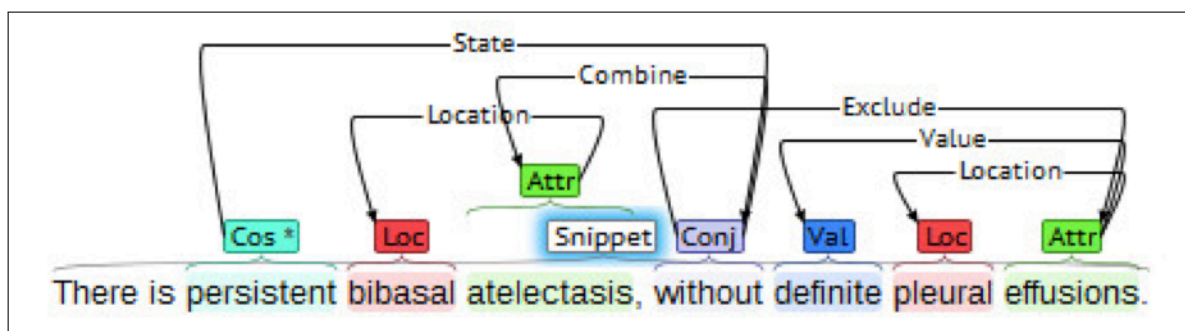 State
Combine
Exclude
Location
Value
Location
Attr
Cos * Loc Snippet Conj Val Loc Attr
There is persistent bibasal atelectasis, without definite pleural effusions.